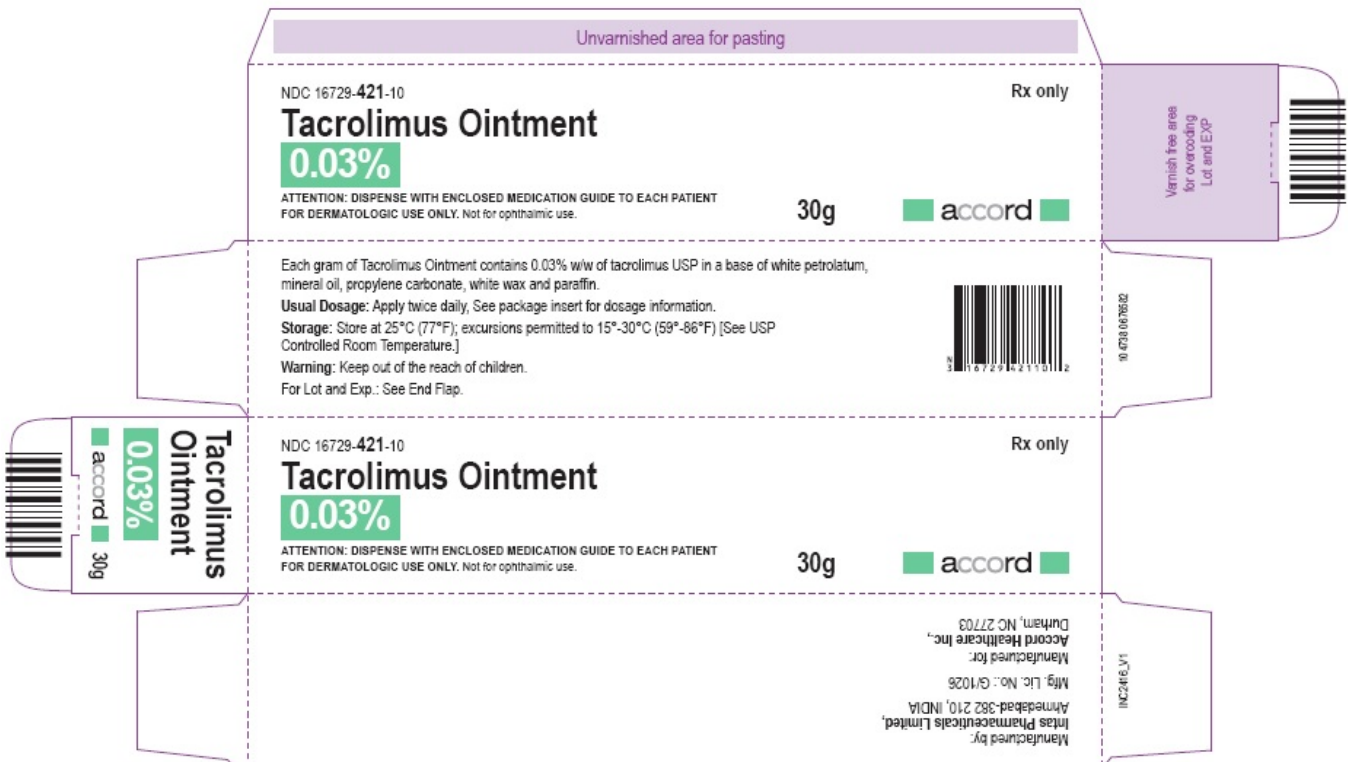 Unvarnished area for pasting
NDC 16729-421-10
Rx only
Tacrolimus Ointment
0.03%
ATTENTION: DISPENSE WITH ENCLOSED MEDICATION GUIDE TO EACH PATIENT
FOR DERMATOLOGIC USE ONLY. Not for ophthalmic use.
30g
accord
Varnish free area
for overcoding
Lot and EXP
Each gram of Tacrolimus Ointment contains 0.03% w/w of tacrolimus USP in a base of white petrolatum,
mineral oil, propylene carbonate, white wax and paraffin.
Usual Dosage: Apply twice daily, See package insert for dosage information.
Storage: Store at 25°C (77°F); excursions permitted to 15°-30°C (59°-86°F) [See USP
Controlled Room Temperature.]
Warning: Keep out of the reach of children.
For Lot and Exp.: See End Flap.
N
3 16729 42110 2
10 4738 0676582
Tacrolimus
Ointment
0.03%
accord
30g
NDC 16729-421-10
Rx only
Tacrolimus Ointment
0.03%
ATTENTION: DISPENSE WITH ENCLOSED MEDICATION GUIDE TO EACH PATIENT
FOR DERMATOLOGIC USE ONLY. Not for ophthalmic use.
30g
accord
Manufactured by:
Intas Pharmaceuticals Limited,
Ahmedabad-382 210, INDIA
Mfg. Lic. No.: G/1026
Manufactured for:
Accord Healthcare Inc.,
Durham, NC 27703
INC2416_V1